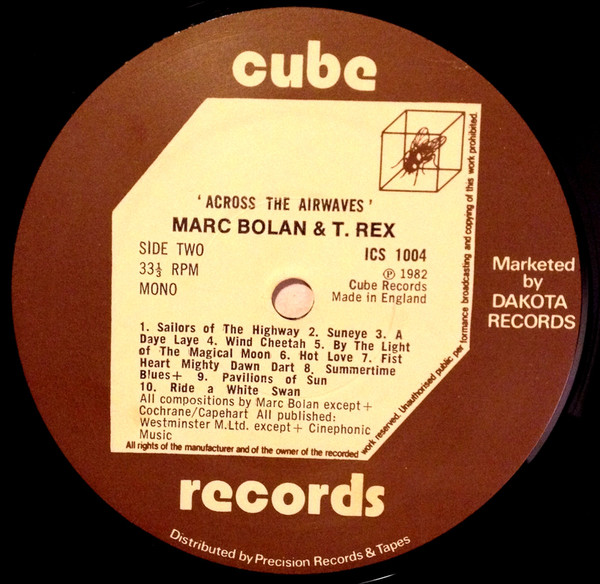 cube
'ACROSS THE AIRWAVES'
MARC BOLAN & T. REX
SIDE TWO
33⅓ RPM
MONO
ICS 1004
Ⓟ 1982
Cube Records
Made in England
1. Sailors of The Highway 2. Suneye 3. A
Daye Laye 4. Wind Cheetah 5. By The Light
of The Magical Moon 6. Hot Love 7. Fist
Heart Mighty Dawn Dart 8. Summertime
Blues+ 9. Pavilions of Sun
10. Ride a White Swan
All compositions by Marc Bolan except+
Cochrane/Capehart All published:
Westminster M.Ltd. except+ Cinephonic
Music
All rights of the manufacturer and of the owner of the recorded
work reserved. Unauthorised public per
formance broadcasting and copying of this work prohibited.
Marketed
by
DAKOTA
RECORDS
records
Distributed by Precision Records & Tapes